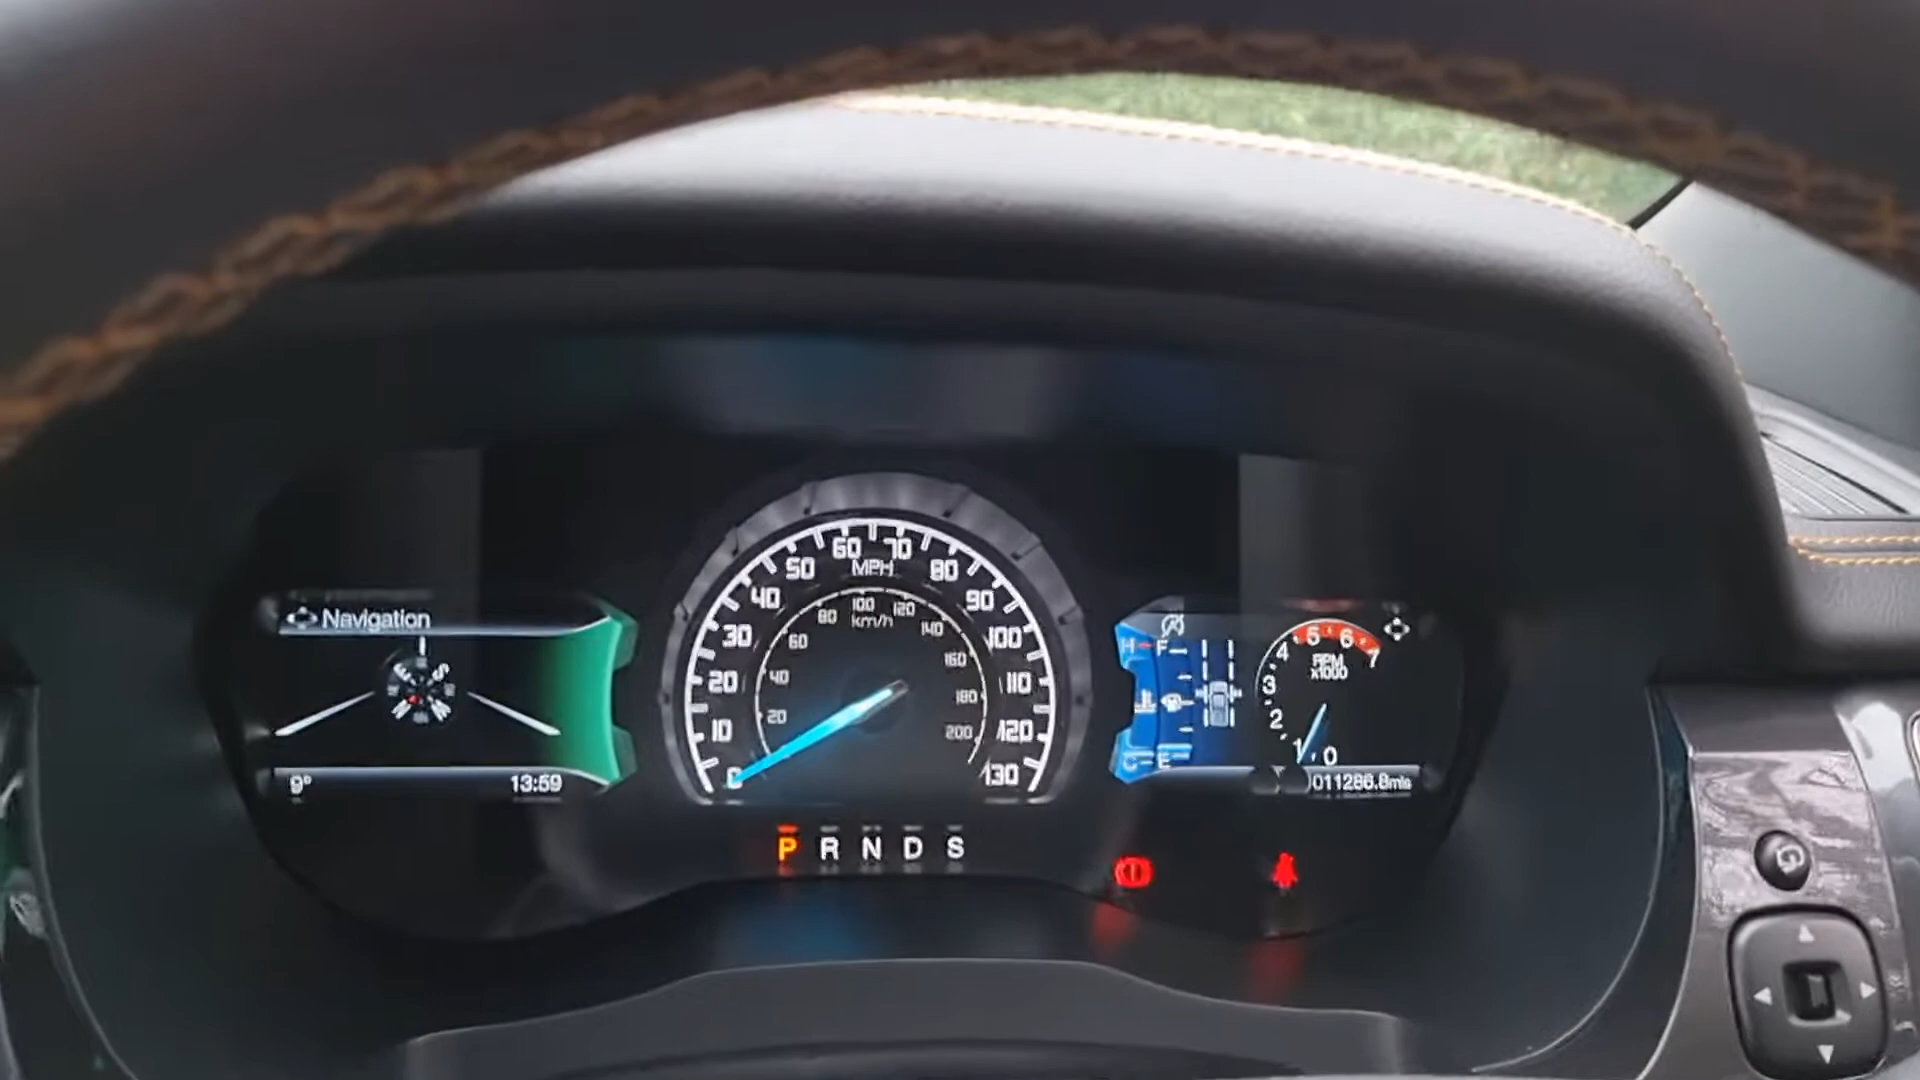 Navigation
9° 13:59
0 10 20 30 40 50 60 70 80 90 100 110 120 130
MPH
20 40 60 80 100 120 140 160 180 200
km/h
P R N D S
H F
C E
0 1 2 3 4 5 6 7
RPM
x1000
011286.8mls